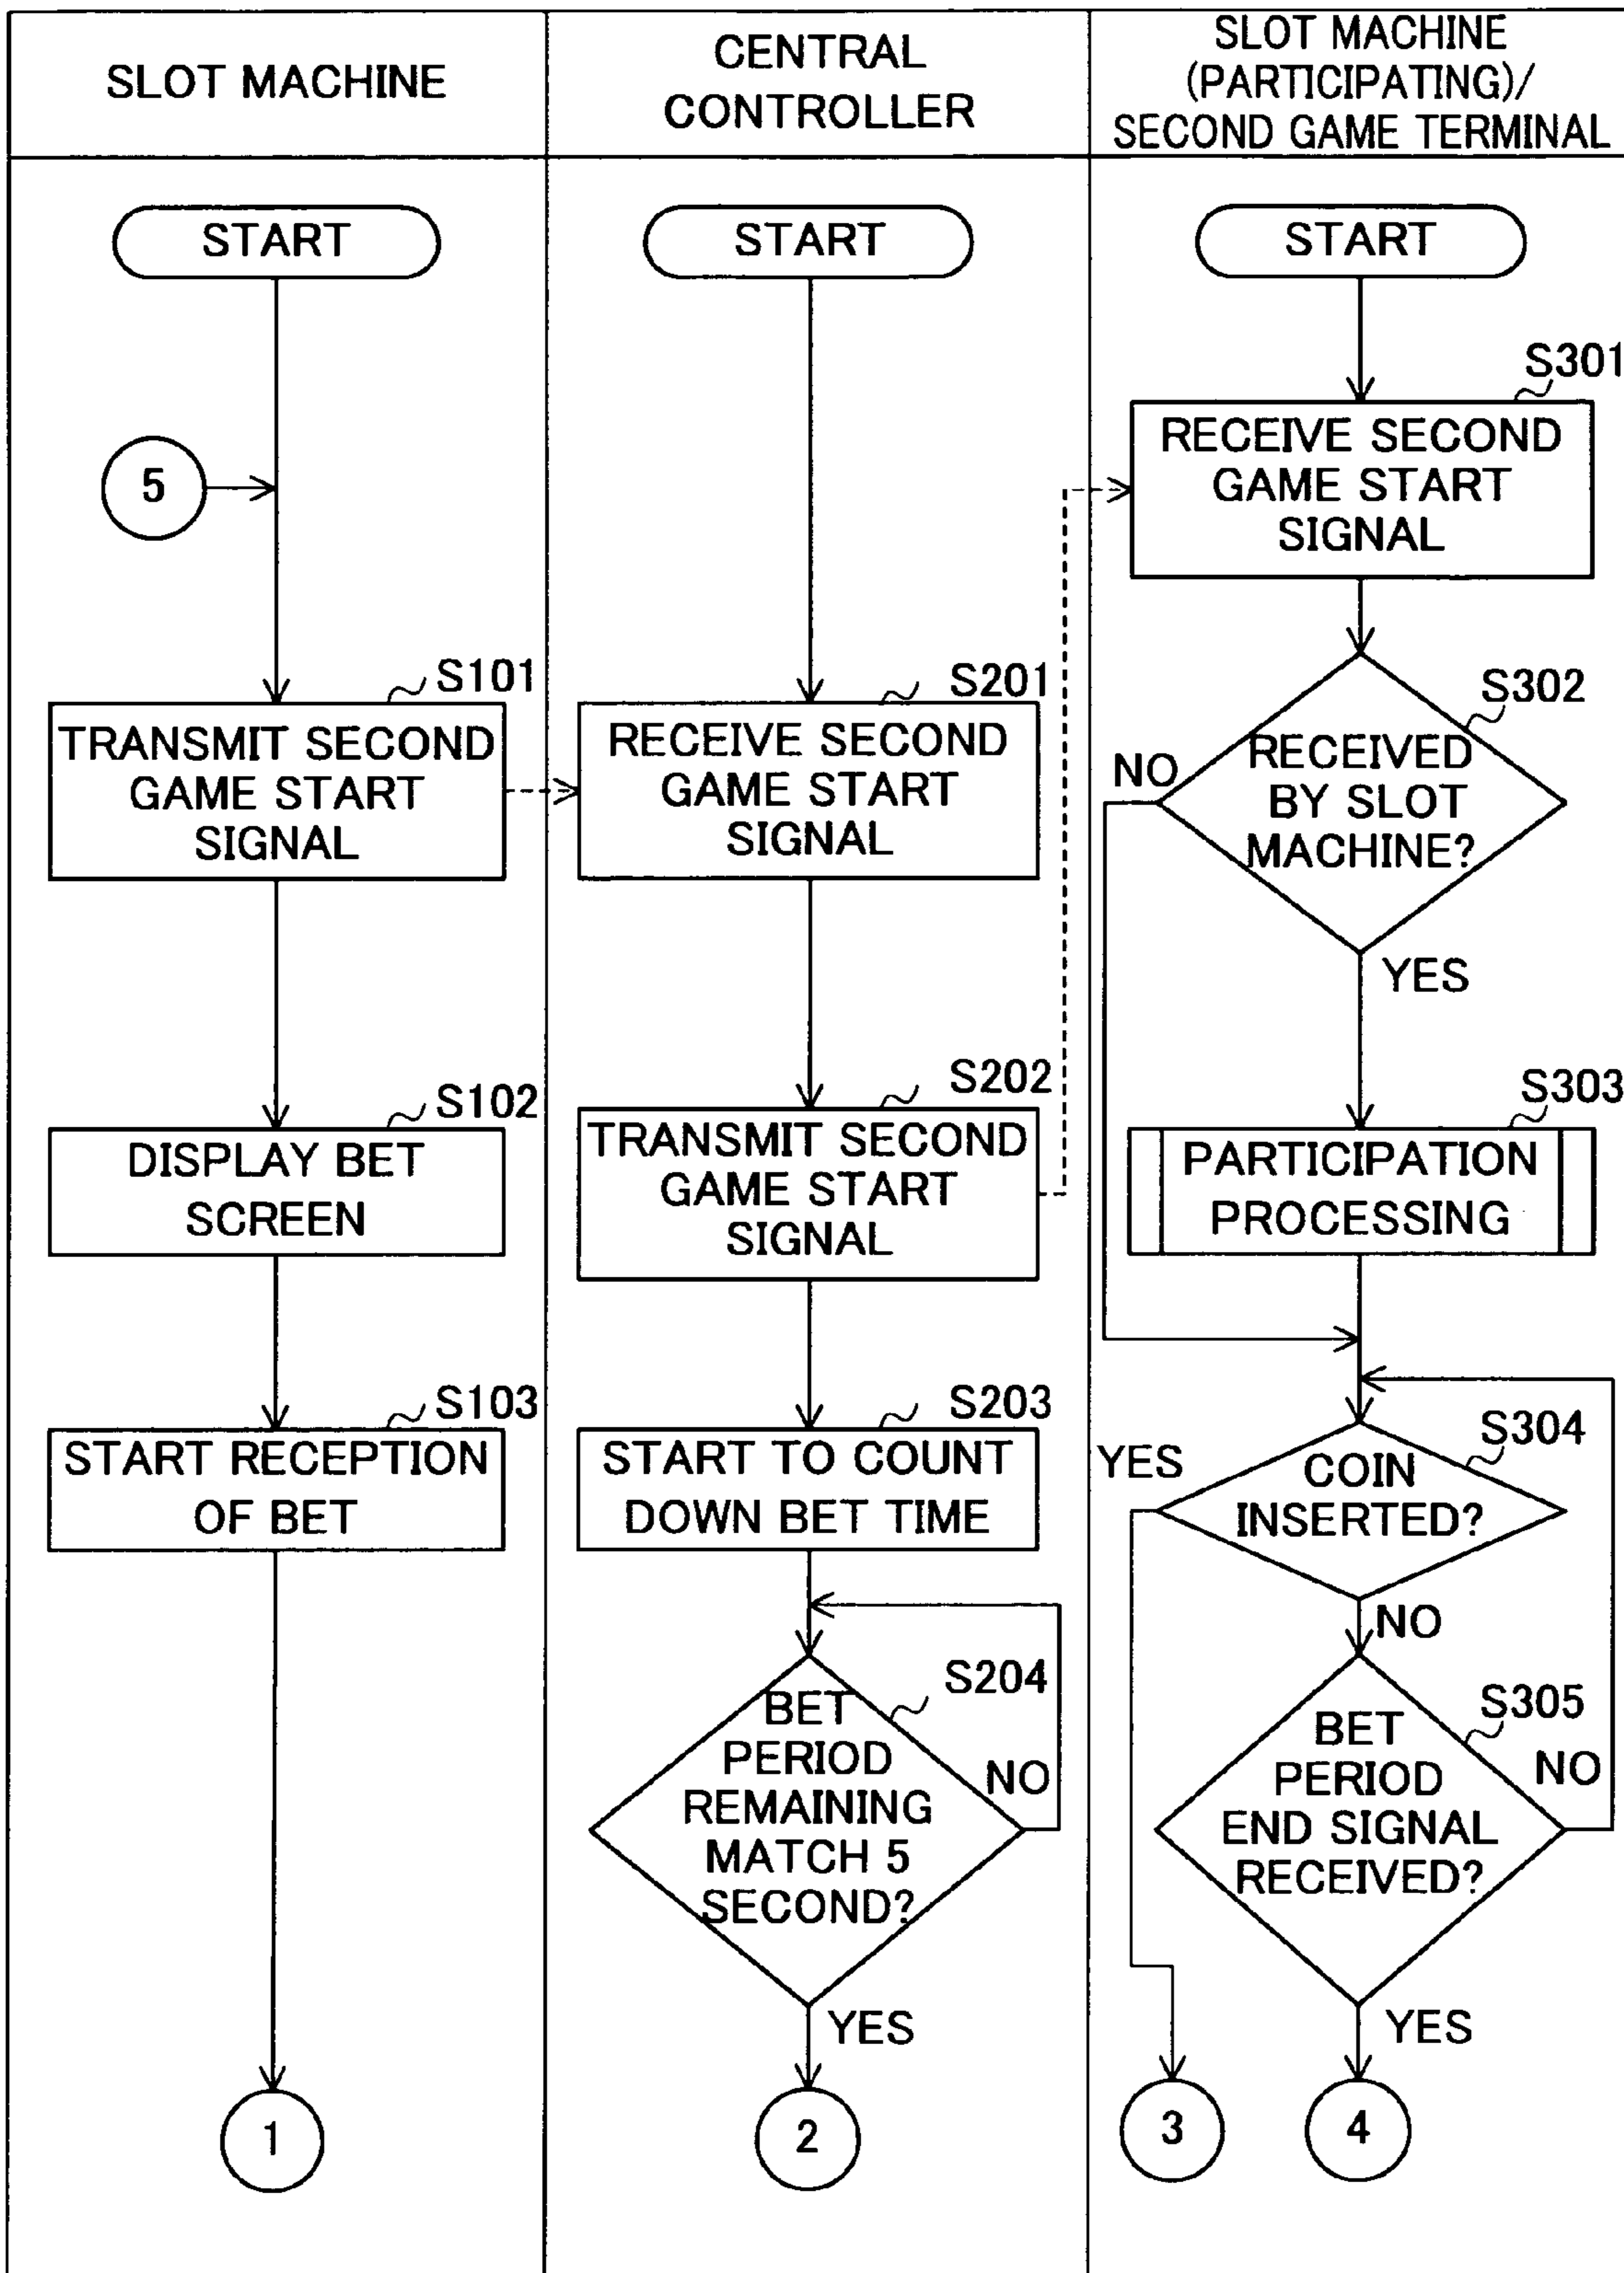 SLOT MACHINE
CENTRAL
CONTROLLER
SLOT MACHINE
(PARTICIPATING)/
SECOND GAME TERMINAL
START
5
S101
TRANSMIT SECOND
GAME START
SIGNAL
S102
DISPLAY BET
SCREEN
S103
START RECEPTION
OF BET
1
START
S201
RECEIVE SECOND
GAME START
SIGNAL
S202
TRANSMIT SECOND
GAME START
SIGNAL
S203
START TO COUNT
DOWN BET TIME
S204
BET
PERIOD
REMAINING
MATCH 5
SECOND?
NO
YES
2
START
S301
RECEIVE SECOND
GAME START
SIGNAL
S302
RECEIVED
BY SLOT
MACHINE?
NO
YES
S303
PARTICIPATION
PROCESSING
S304
COIN
INSERTED?
YES
NO
S305
BET
PERIOD
END SIGNAL
RECEIVED?
NO
YES
3
4